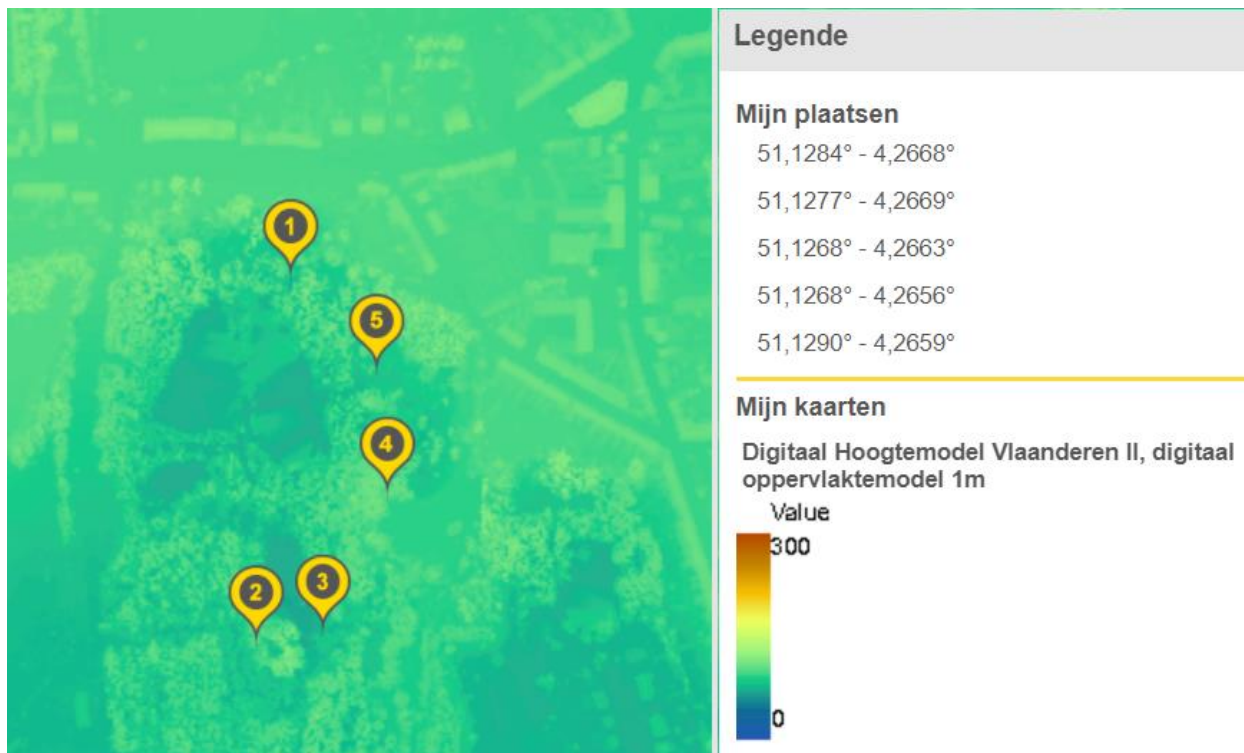 1
5
4
3
2
Legende
Mijn plaatsen
51,1284° - 4,2668°
51,1277° - 4,2669°
51,1268° - 4,2663°
51,1268° - 4,2656°
51,1290° - 4,2659°
Mijn kaarten
Digitaal Hoogtemodel Vlaanderen II, digitaal
oppervlaktemodel 1m
Value
300
0